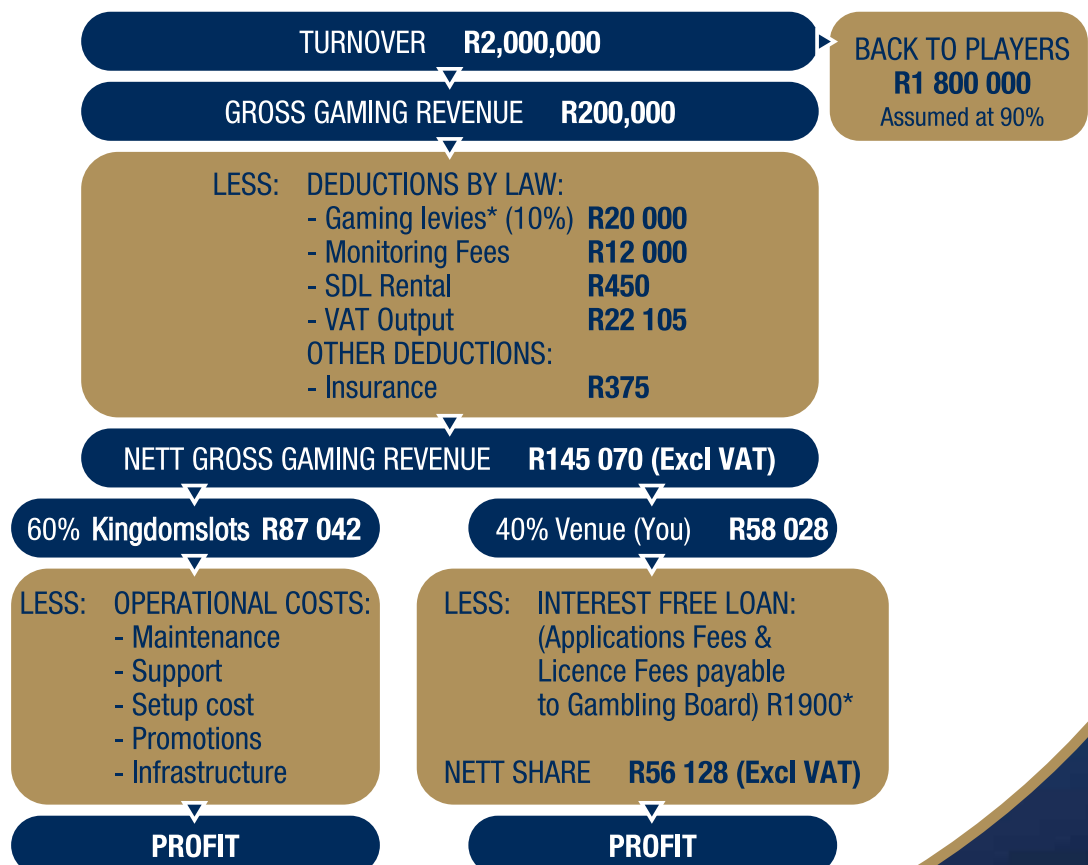 TURNOVER R2,000,000
BACK TO PLAYERS
R1 800 000
Assumed at 90%
GROSS GAMING REVENUE R200,000
LESS: DEDUCTIONS BY LAW:
- Gaming levies* (10%) R20 000
- Monitoring Fees R12 000
- SDL Rental R450
- VAT Output R22 105
OTHER DEDUCTIONS:
- Insurance R375
NETT GROSS GAMING REVENUE R145 070 (Excl VAT)
60% Kingdomslots R87 042
LESS: OPERATIONAL COSTS:
- Maintenance
- Support
- Setup cost
- Promotions
- Infrastructure
PROFIT
40% Venue (You) R58 028
LESS: INTEREST FREE LOAN:
(Applications Fees &
Licence Fees payable
to Gambling Board) R1900*
NETT SHARE R56 128 (Excl VAT)
PROFIT